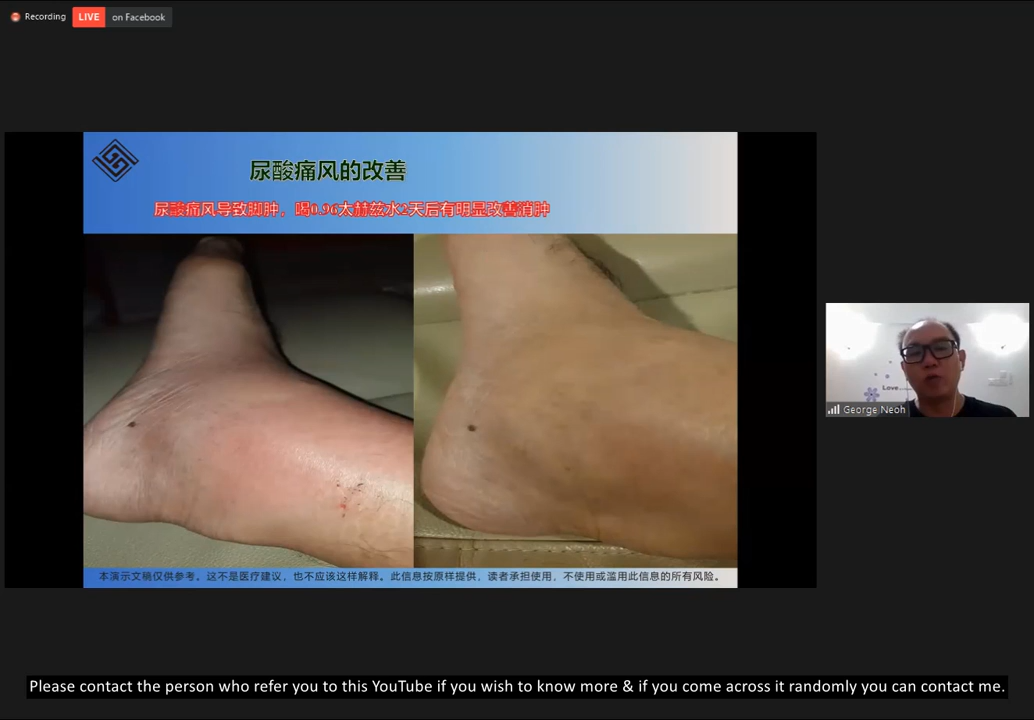 Recording LIVE on Facebook
尿酸痛风的改善
尿酸痛风导致脚肿，喝0.96太赫兹水2天后有明显改善消肿
Love
George Neoh
本演示文稿仅供参考。这不是医疗建议，也不应该这样解释。此信息按原样提供，读者承担使用，不使用或滥用此信息的所有风险。
Please contact the person who refer you to this YouTube if you wish to know more & if you come across it randomly you can contact me.